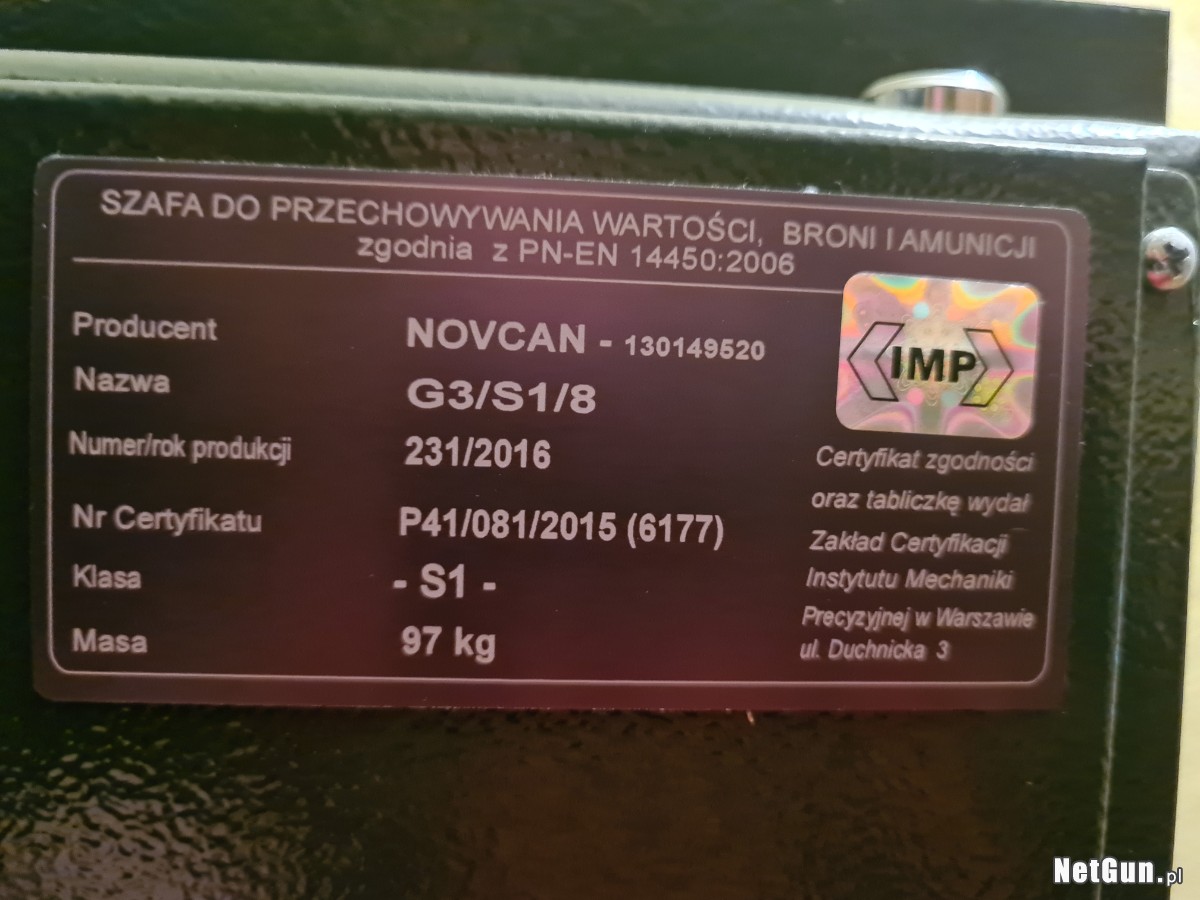 SZAFA DO PRZECHOWYWANIA WARTOŚCI, BRONI I AMUNICJI
zgodnia z PN-EN 14450:2006
Producent NOVCAN - 130149520
Nazwa G3/S1/8
Numer/rok produkcji 231/2016
Nr Certyfikatu P41/081/2015 (6177)
Klasa - S1 -
Masa 97 kg
IMP
Certyfikat zgodności
oraz tabliczkę wydał
Zakład Certyfikacji
Instytutu Mechaniki
Precyzyjnej w Warszawie
ul. Duchnicka 3
NetGun.pl